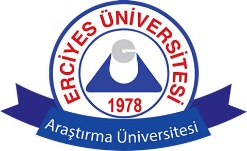 ERCİYES ÜNİVERSİTESİ
1978
Araştırma Üniversitesi